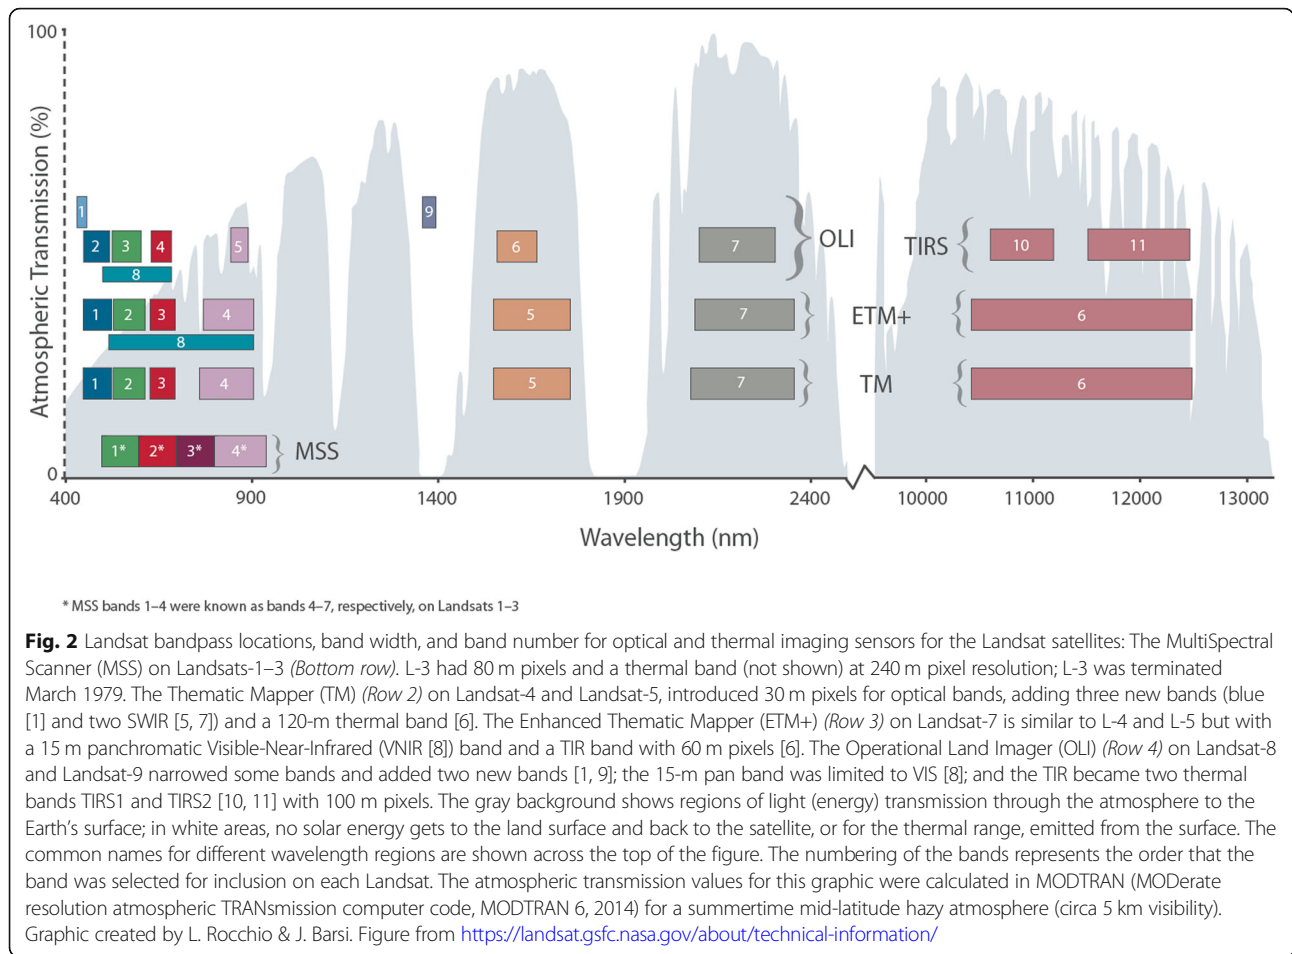 100
Atmospheric Transmission (%)
0
1
9
2 3 4 5 6 7 OLI TIRS 10 11
8
1 2 3 4 5 7 ETM+ 6
8
1 2 3 4 5 7 TM 6
1* 2* 3* 4* MSS
400 900 1400 1900 2400 10000 11000 12000 13000
Wavelength (nm)
* MSS bands 1–4 were known as bands 4–7, respectively, on Landsats 1–3
Fig. 2 Landsat bandpass locations, band width, and band number for optical and thermal imaging sensors for the Landsat satellites: The MultiSpectral
Scanner (MSS) on Landsats-1–3 (Bottom row). L-3 had 80 m pixels and a thermal band (not shown) at 240 m pixel resolution; L-3 was terminated
March 1979. The Thematic Mapper (TM) (Row 2) on Landsat-4 and Landsat-5, introduced 30 m pixels for optical bands, adding three new bands (blue
[1] and two SWIR [5, 7]) and a 120-m thermal band [6]. The Enhanced Thematic Mapper (ETM+) (Row 3) on Landsat-7 is similar to L-4 and L-5 but with
a 15 m panchromatic Visible-Near-Infrared (VNIR [8]) band and a TIR band with 60 m pixels [6]. The Operational Land Imager (OLI) (Row 4) on Landsat-8
and Landsat-9 narrowed some bands and added two new bands [1, 9]; the 15-m pan band was limited to VIS [8]; and the TIR became two thermal
bands TIRS1 and TIRS2 [10, 11] with 100 m pixels. The gray background shows regions of light (energy) transmission through the atmosphere to the
Earth's surface; in white areas, no solar energy gets to the land surface and back to the satellite, or for the thermal range, emitted from the surface. The
common names for different wavelength regions are shown across the top of the figure. The numbering of the bands represents the order that the
band was selected for inclusion on each Landsat. The atmospheric transmission values for this graphic were calculated in MODTRAN (MODerate
resolution atmospheric TRANsmission computer code, MODTRAN 6, 2014) for a summertime mid-latitude hazy atmosphere (circa 5 km visibility).
Graphic created by L. Rocchio & J. Barsi. Figure from https://landsat.gsfc.nasa.gov/about/technical-information/